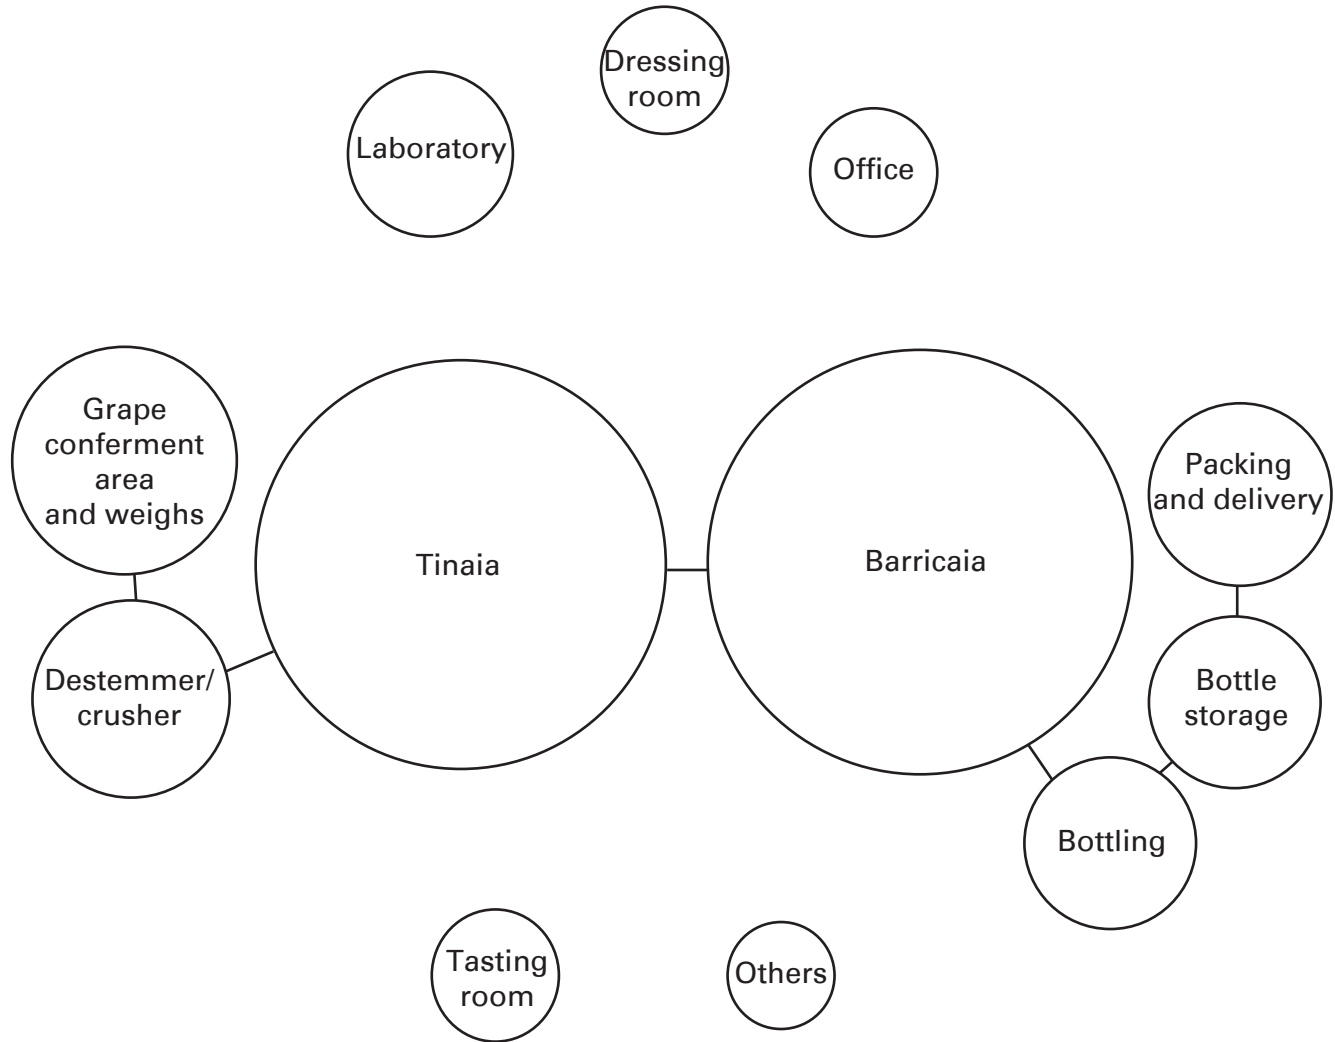 Dressing
room
Laboratory
Office
Grape
conferment
area
and weighs
Packing
and delivery
Tinaia
Barricaia
Destemmer/
crusher
Bottle
storage
Bottling
Tasting
room
Others